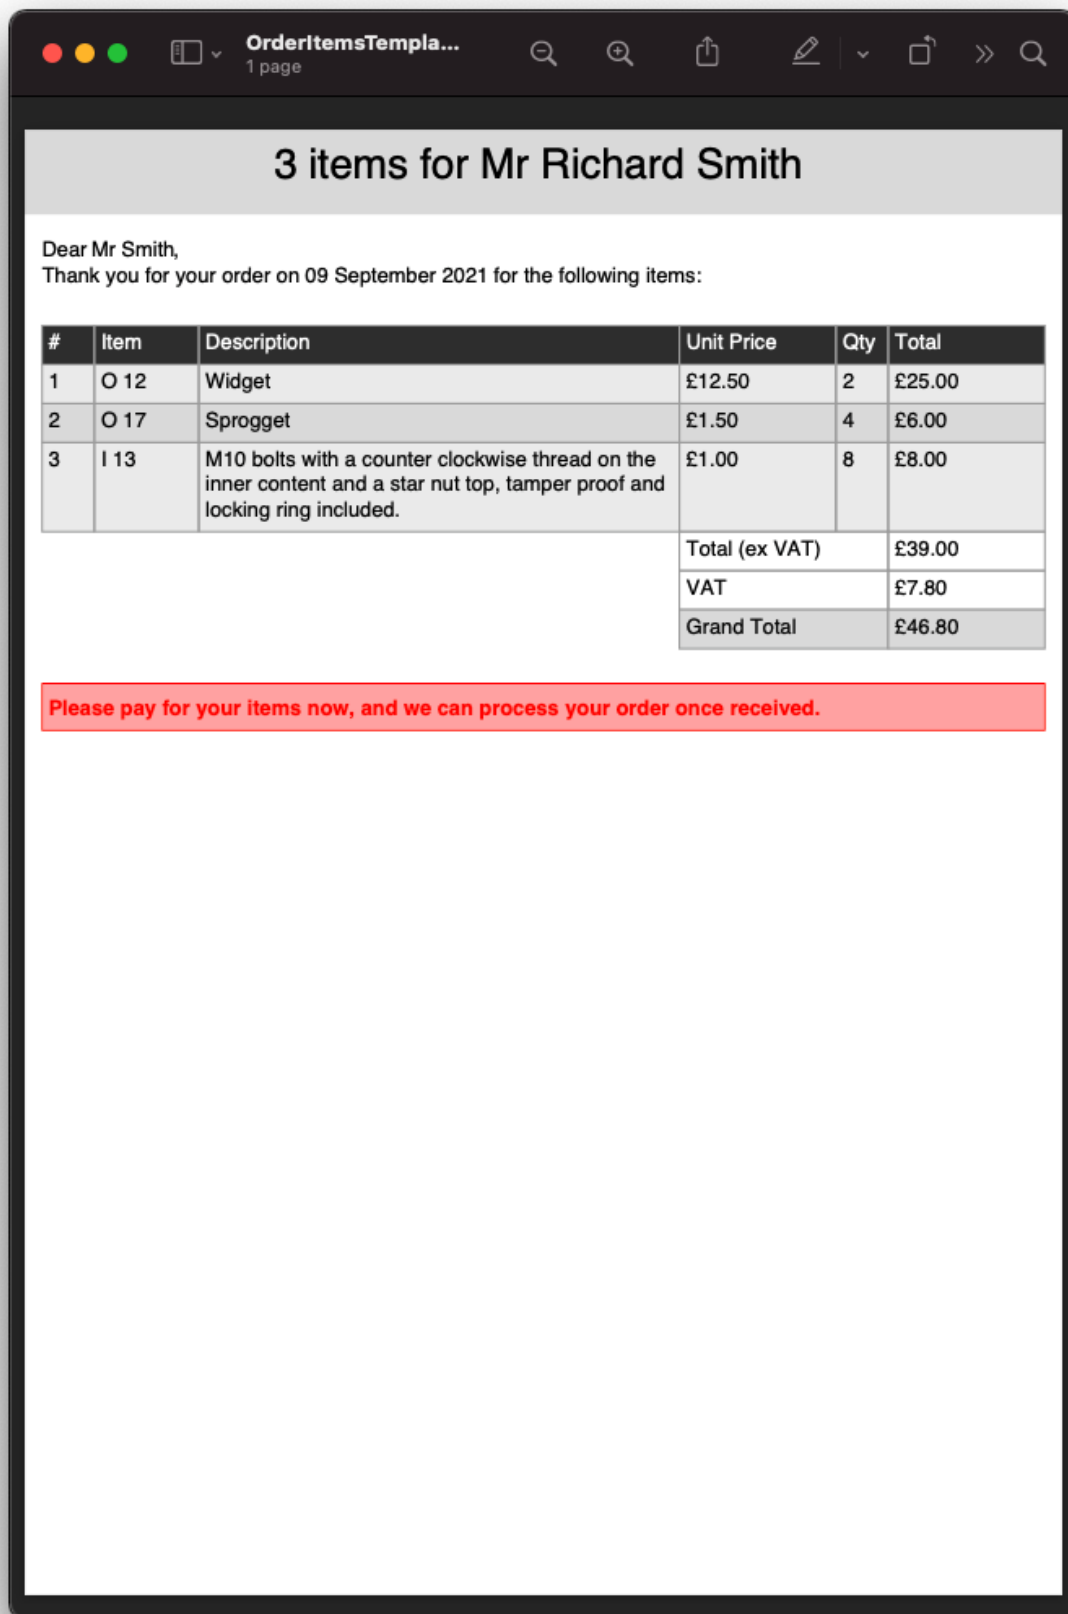 OrderItemsTempla...
1 page
3 items for Mr Richard Smith
Dear Mr Smith,
Thank you for your order on 09 September 2021 for the following items:
# Item Description Unit Price Qty Total
1 O 12 Widget £12.50 2 £25.00
2 O 17 Sprogget £1.50 4 £6.00
3 I 13 M10 bolts with a counter clockwise thread on the £1.00 8 £8.00
inner content and a star nut top, tamper proof and
locking ring included.
Total (ex VAT) £39.00
VAT £7.80
Grand Total £46.80
Please pay for your items now, and we can process your order once received.